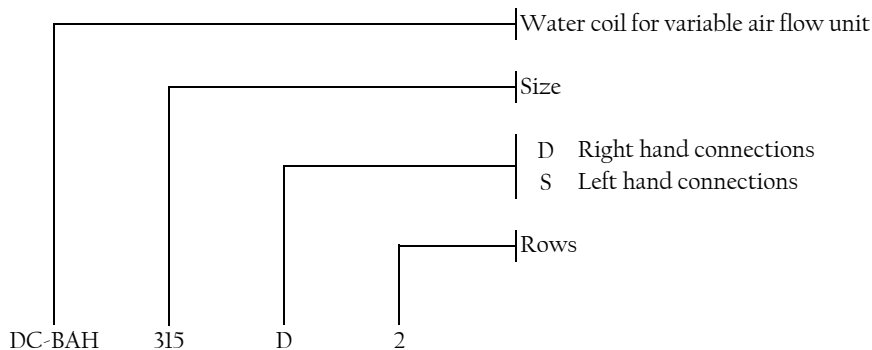 Water coil for variable air flow unit
Size
D Right hand connections
S Left hand connections
Rows
DC-BAH 315 D 2